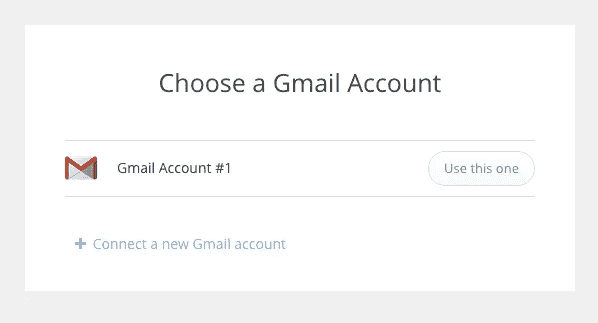 Choose a Gmail Account
Gmail Account #1
Use this one
+ Connect a new Gmail account